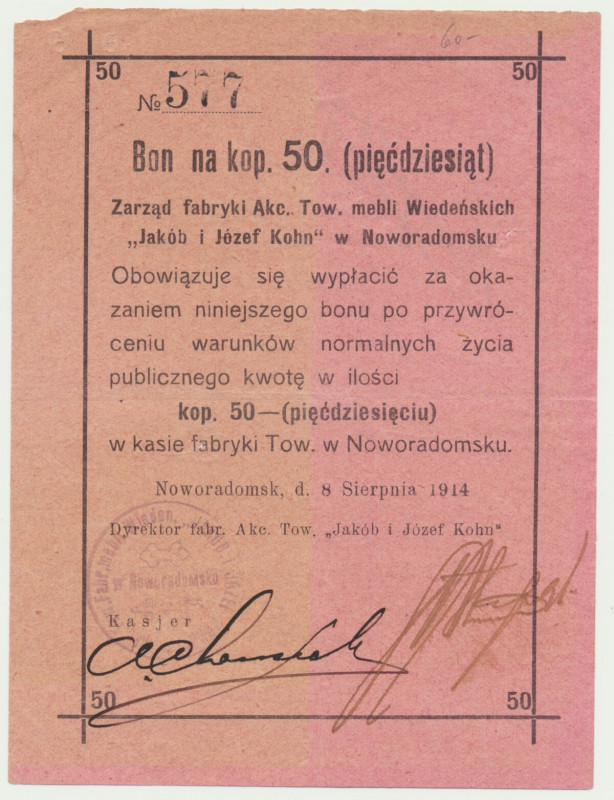 60-
50 50
№ 577
Bon na kop. 50. (pięćdziesiąt)
Zarząd fabryki Akc. Tow. mebli Wiedeńskich
„Jakób i Józef Kohn“ w Noworadomsku
Obowiązuje się wypłacić za oka-
zaniem niniejszego bonu po przywró-
ceniu warunków normalnych życia
publicznego kwotę w ilości
kop. 50—(pięćdziesięciu)
w kasie fabryki Tow. w Noworadomsku.
Noworadomsk, d. 8 Sierpnia 1914
Dyrektor fabr. Akc. Tow. „Jakób i Józef Kohn“
w Noworadomsku
Kasjer
50 50